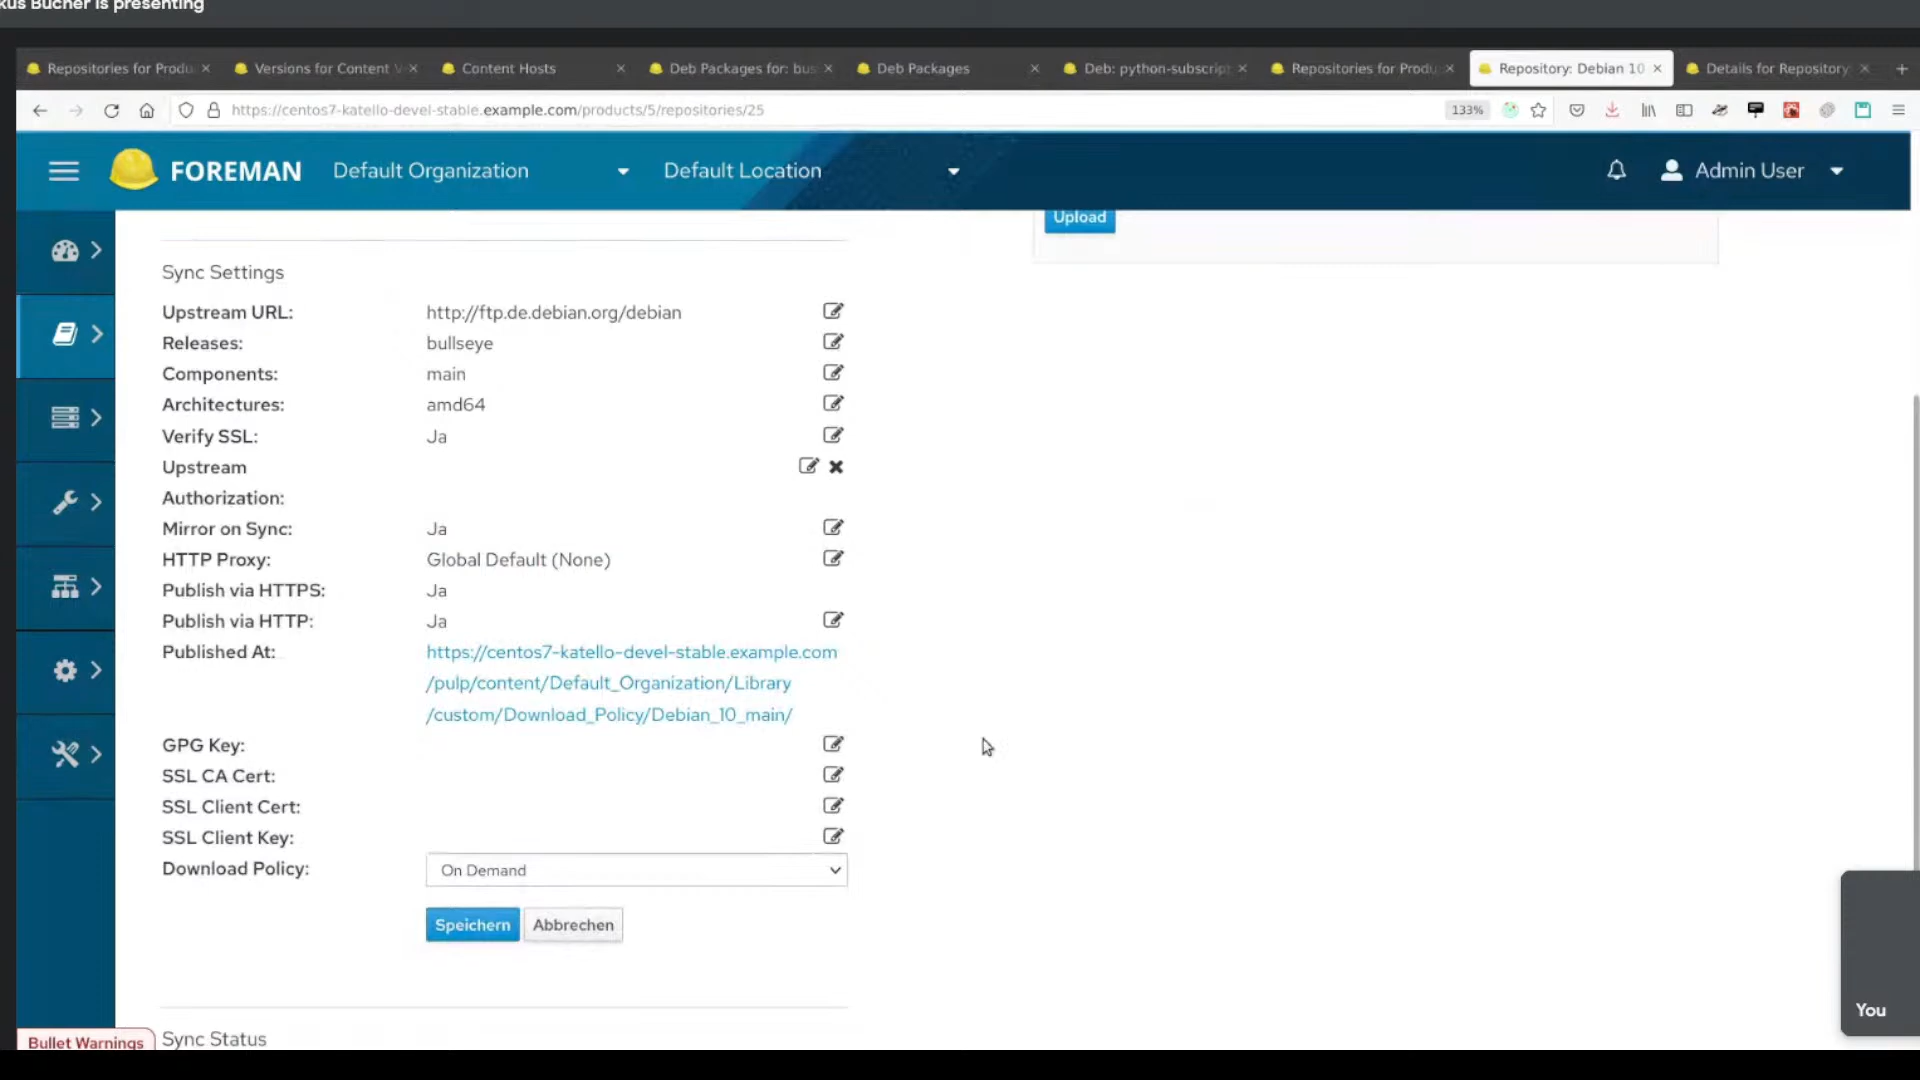 kus Bucher is presenting
Repositories for Produ
Versions for Content V
Content Hosts
Deb Packages for: bus
Deb Packages
Deb: python-subscript
Repositories for Produ
Repository: Debian 10
Details for Repository:
https://centos7-katello-devel-stable.example.com/products/5/repositories/25
133%
FOREMAN
Default Organization
Default Location
Admin User
Upload
Sync Settings
Upstream URL: http://ftp.de.debian.org/debian
Releases: bullseye
Components: main
Architectures: amd64
Verify SSL: Ja
Upstream
Authorization:
Mirror on Sync: Ja
HTTP Proxy: Global Default (None)
Publish via HTTPS: Ja
Publish via HTTP: Ja
Published At: https://centos7-katello-devel-stable.example.com
/pulp/content/Default_Organization/Library
/custom/Download_Policy/Debian_10_main/
GPG Key:
SSL CA Cert:
SSL Client Cert:
SSL Client Key:
Download Policy: On Demand
Speichern Abbrechen
You
Bullet Warnings
Sync Status